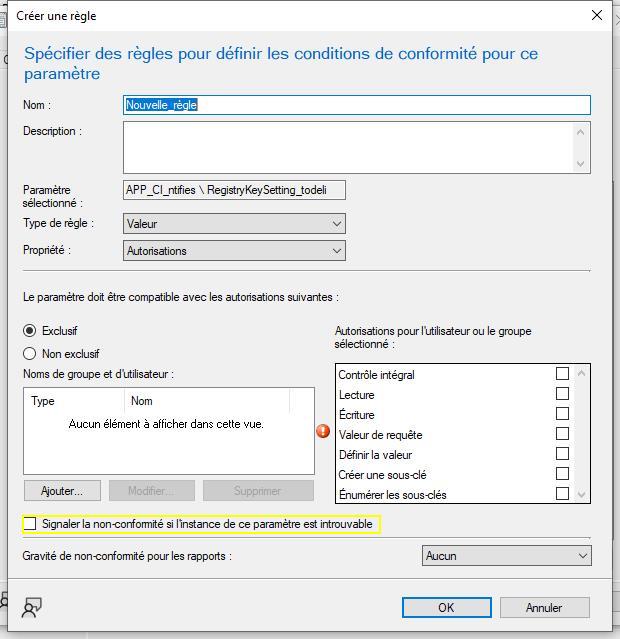 Créer une règle
Spécifier des règles pour définir les conditions de conformité pour ce
paramètre
Nom :
Nouvelle_règle
Description :
Paramètre
sélectionné :
APP_CI_ntifies \ RegistryKeySetting_todeli
Type de règle :
Valeur
Propriété :
Autorisations
Le paramètre doit être compatible avec les autorisations suivantes :
Exclusif
Non exclusif
Noms de groupe et d'utilisateur :
Type
Nom
Aucun élément à afficher dans cette vue.
Ajouter...
Modifier...
Supprimer
Autorisations pour l'utilisateur ou le groupe
sélectionné :
Contrôle intégral
Lecture
Écriture
Valeur de requête
Définir la valeur
Créer une sous-clé
Énumérer les sous-clés
Signaler la non-conformité si l'instance de ce paramètre est introuvable
Gravité de non-conformité pour les rapports :
Aucun
OK
Annuler